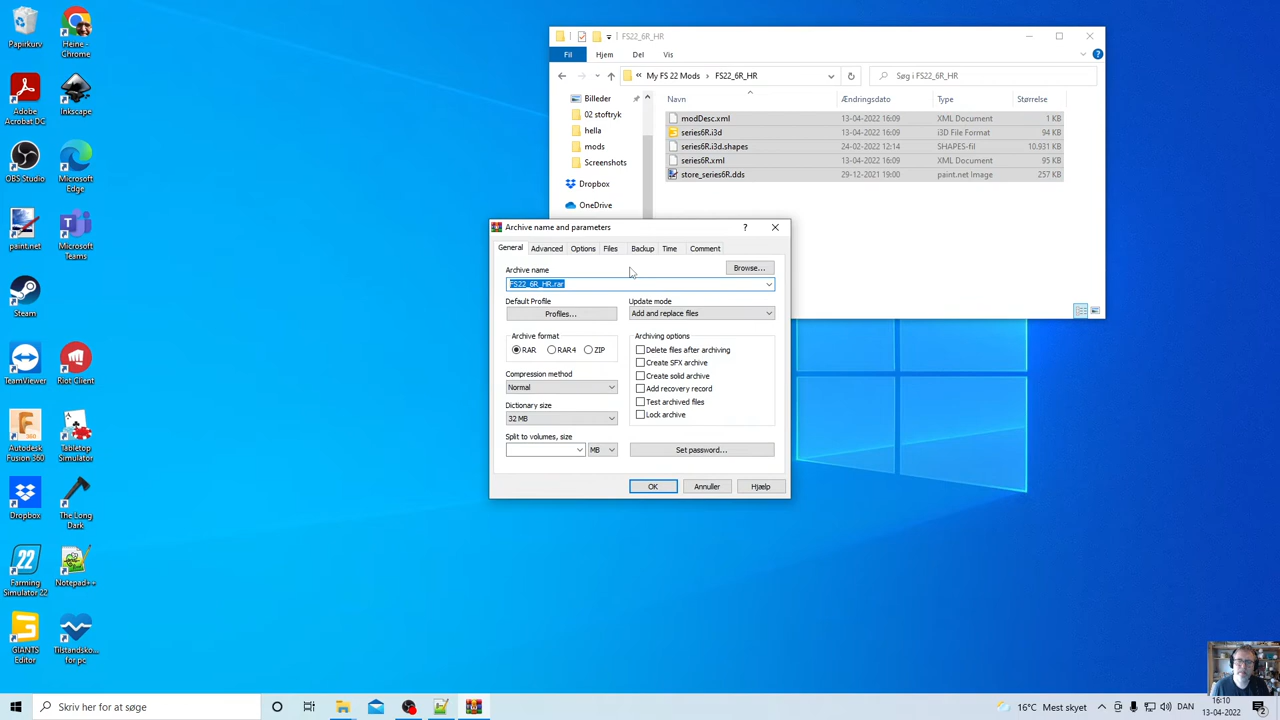 Papirkurv
Heine -
Chrome
Adobe
Acrobat DC
Inkscape
OBS Studio
Microsoft
Edge
paint.net
Microsoft
Teams
Steam
TeamViewer
Riot Client
Autodesk
Fusion 360
Tabletop
Simulator
Dropbox
The Long
Dark
Farming
Simulator 22
Notepad++
GIANTS
Editor
Tilstandsko...
for pc
FS22_6R_HR
Fil Hjem Del Vis
« My FS 22 Mods > FS22_6R_HR
Søg i FS22_6R_HR
Billeder
02 stoftryk
hella
mods
Screenshots
Dropbox
OneDrive
Navn Ændringsdato Type Størrelse
modDesc.xml 13-04-2022 16:09 XML Document 1 KB
series6R.i3d 13-04-2022 16:09 i3D File Format 94 KB
series6R.i3d.shapes 24-02-2022 12:14 SHAPES-fil 10.931 KB
series6R.xml 13-04-2022 16:09 XML Document 95 KB
store_series6R.dds 29-12-2021 19:00 paint.net Image 257 KB
Archive name and parameters
General Advanced Options Files Backup Time Comment
Archive name
Browse...
FS22_6R_HR.rar
Default Profile
Profiles...
Update mode
Add and replace files
Archive format
RAR RAR4 ZIP
Compression method
Normal
Dictionary size
32 MB
Split to volumes, size
MB
Archiving options
Delete files after archiving
Create SFX archive
Create solid archive
Add recovery record
Test archived files
Lock archive
Set password...
OK Annuller Hjælp
Skriv her for at søge
16°C Mest skyet
DAN
16:10
13-04-2022
2